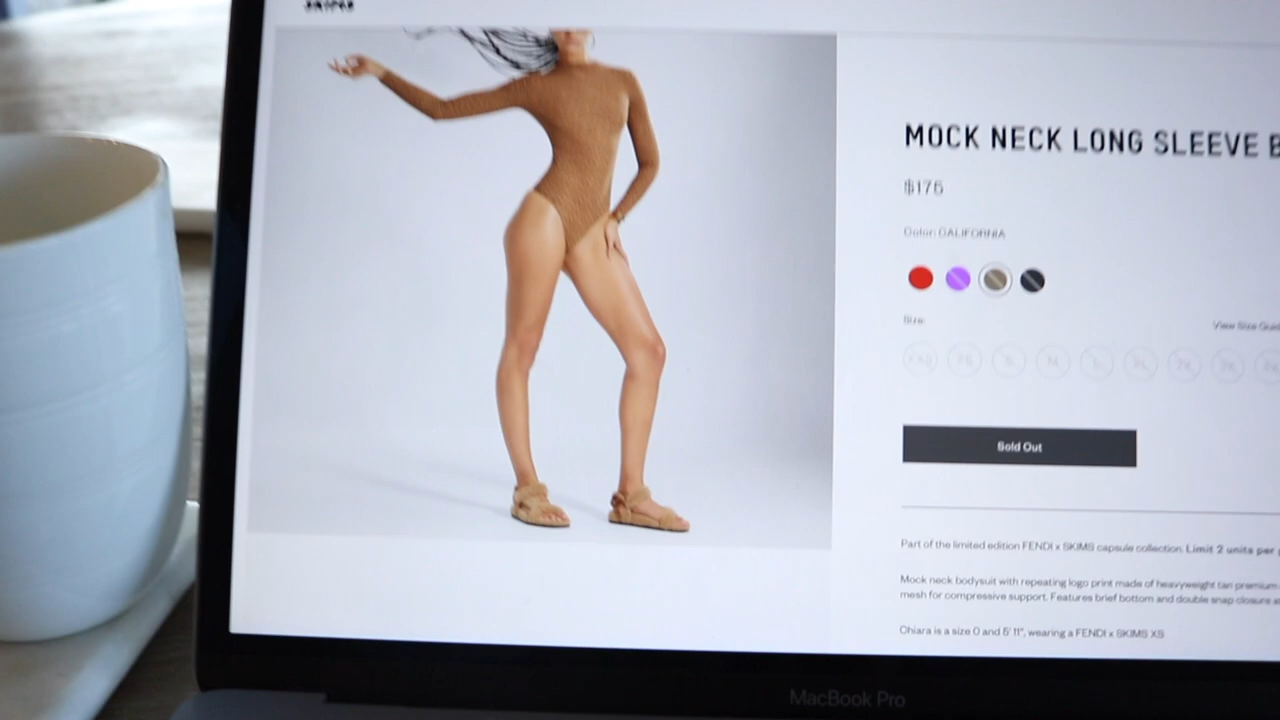 MOCK NECK LONG SLEEVE
$175
Color: CALIFORNIA
Size:
View Size
S M L
Sold Out
Part of the limited edition FENDI x SKIMS capsule collection. Limit 2 units per
Mock neck bodysuit with repeating logo print made of heavyweight tan premium
mesh for compressive support. Features brief bottom and double snap closure
Chiara is a size 0 and 5' 11", wearing a FENDI x SKIMS XS
MacBook Pro